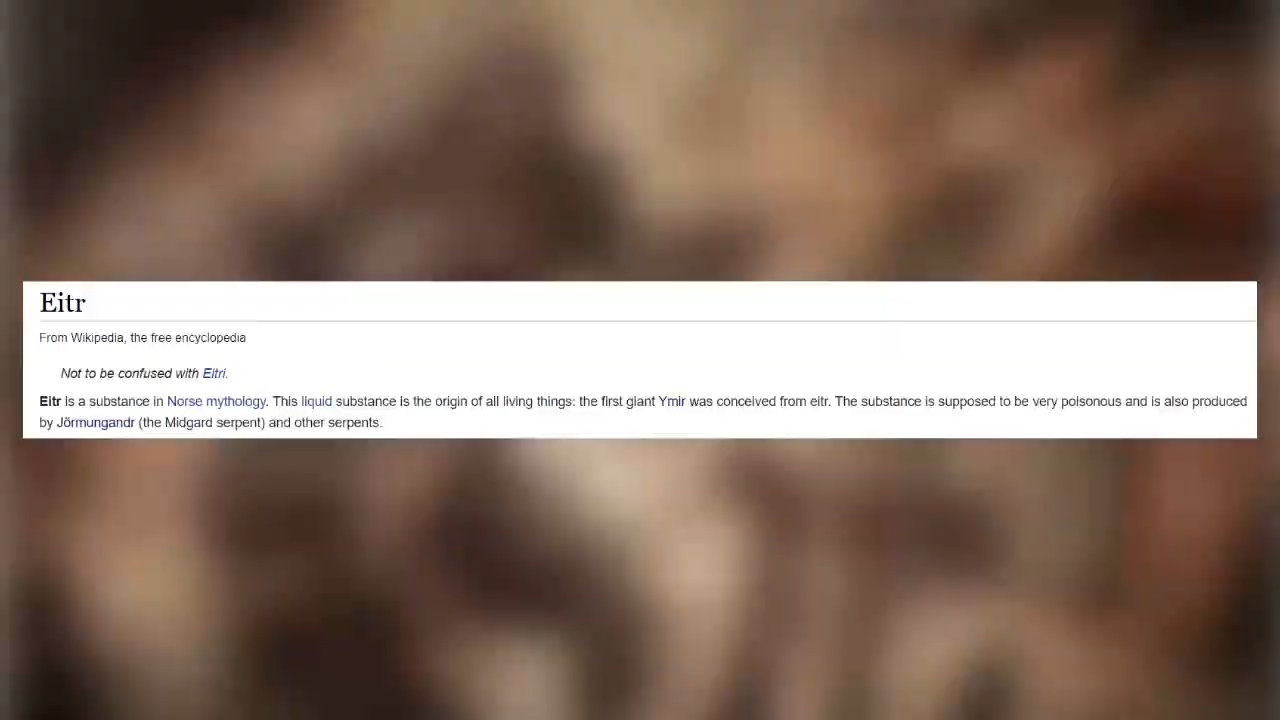 Eitr
From Wikipedia, the free encyclopedia
Not to be confused with Eitri.
Eitr is a substance in Norse mythology. This liquid substance is the origin of all living things: the first giant Ymir was conceived from eitr. The substance is supposed to be very poisonous and is also produced
by Jörmungandr (the Midgard serpent) and other serpents.